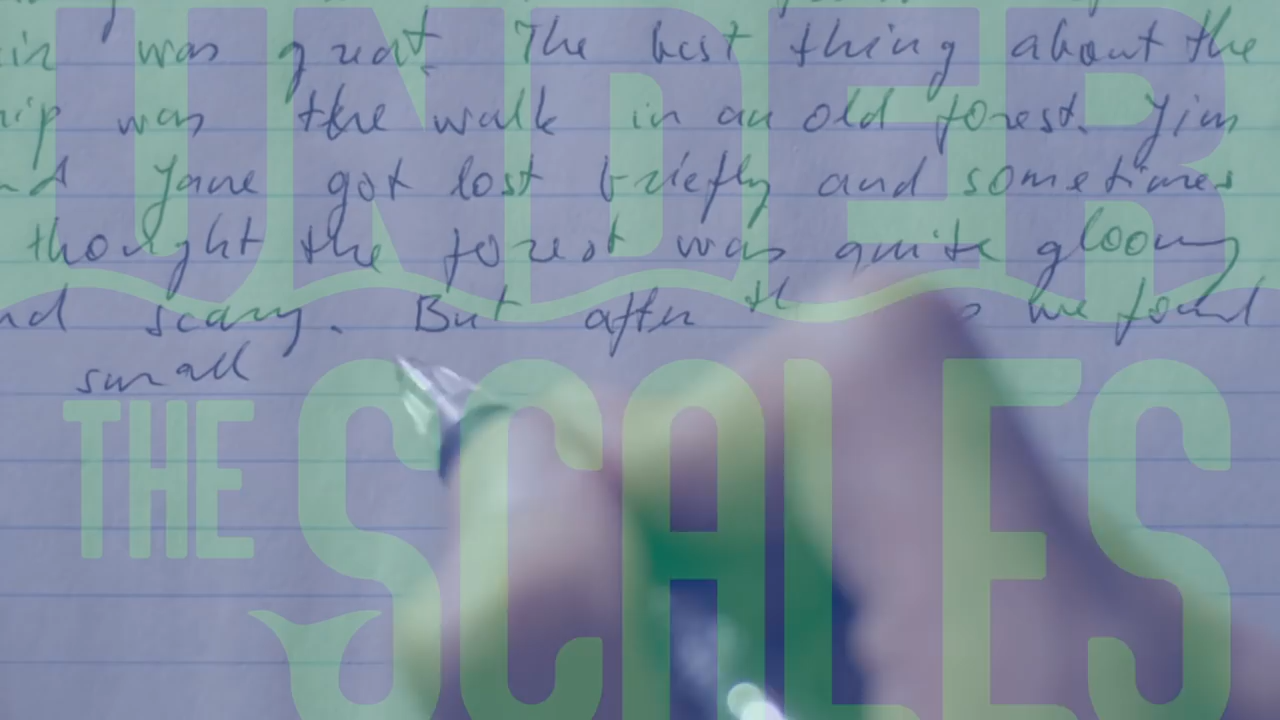 was great. The best thing about the
was the walk in an old forest. Jim
Jane got lost briefly and sometimes
thought the forest was quite gloomy
scary. But after we found
small
UNDER
THE SCALES